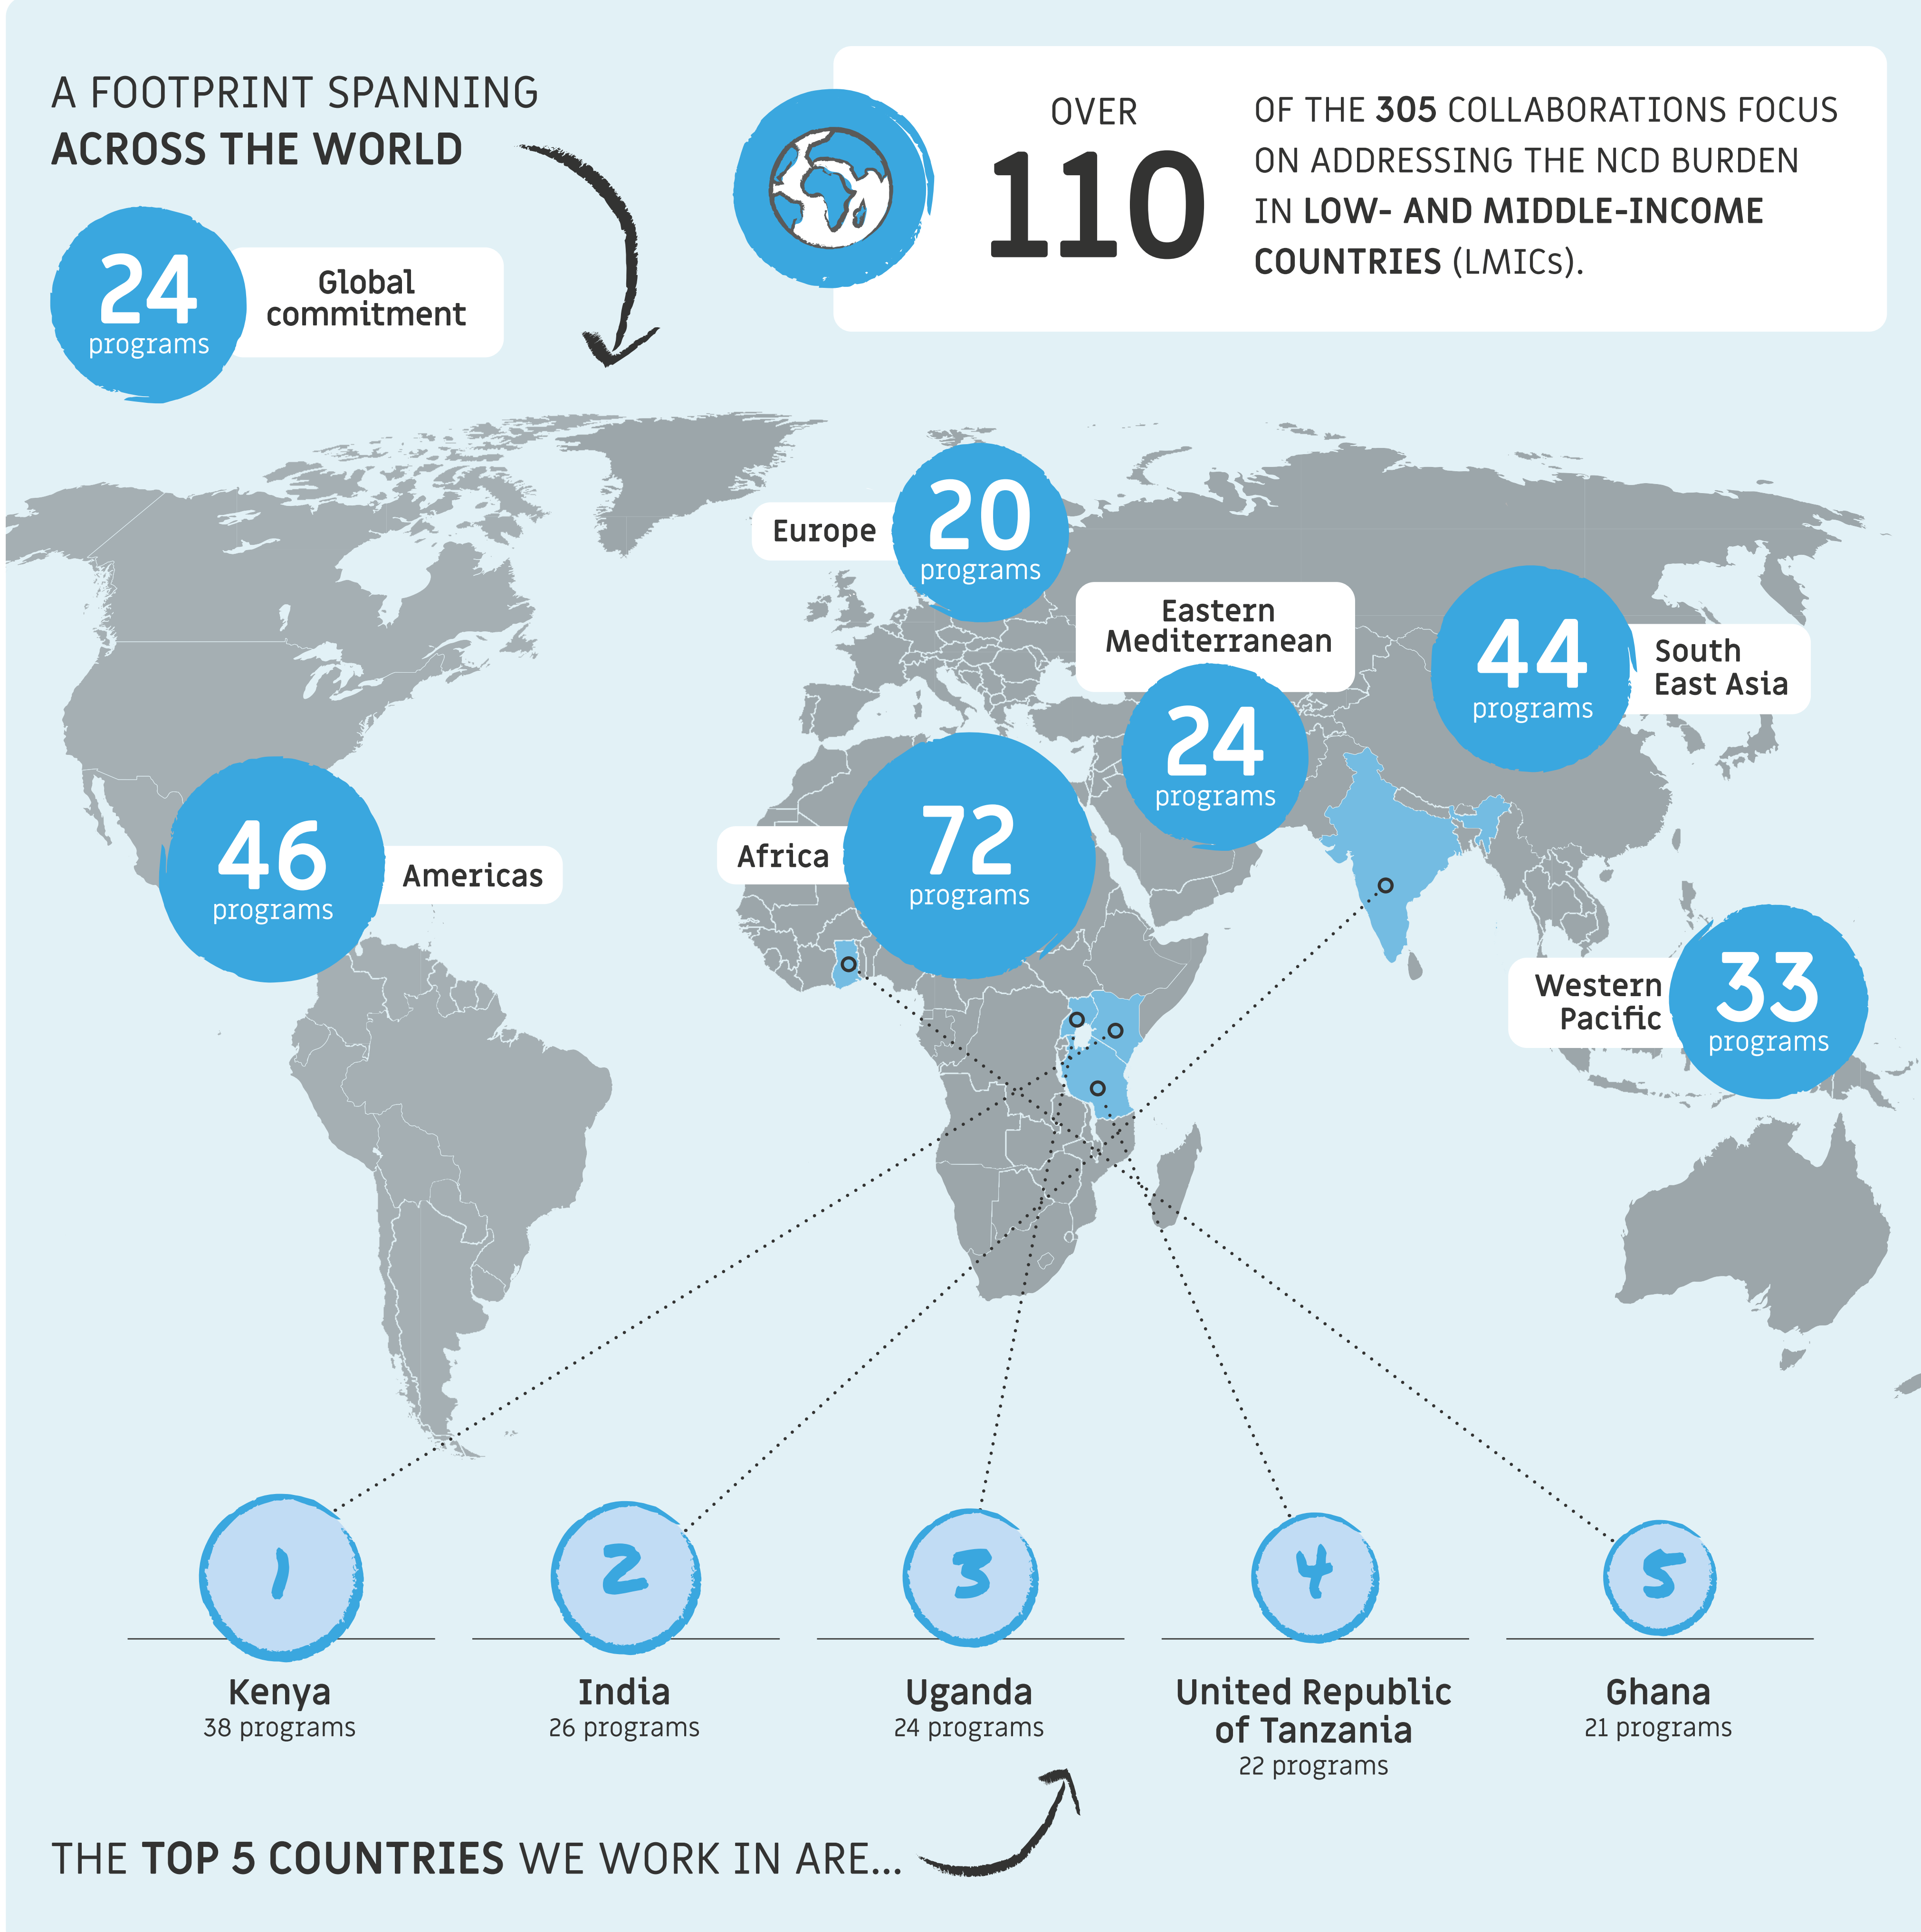 A FOOTPRINT SPANNING
ACROSS THE WORLD
OVER
110
OF THE 305 COLLABORATIONS FOCUS
ON ADDRESSING THE NCD BURDEN
IN LOW- AND MIDDLE-INCOME
COUNTRIES (LMICs).
24
programs
Global
commitment
Europe
20
programs
Eastern
Mediterranean
24
programs
44
programs
South
East Asia
46
programs
Americas
Africa
72
programs
Western
Pacific
33
programs
1
2
3
4
5
Kenya
38 programs
India
26 programs
Uganda
24 programs
United Republic
of Tanzania
22 programs
Ghana
21 programs
THE TOP 5 COUNTRIES WE WORK IN ARE...